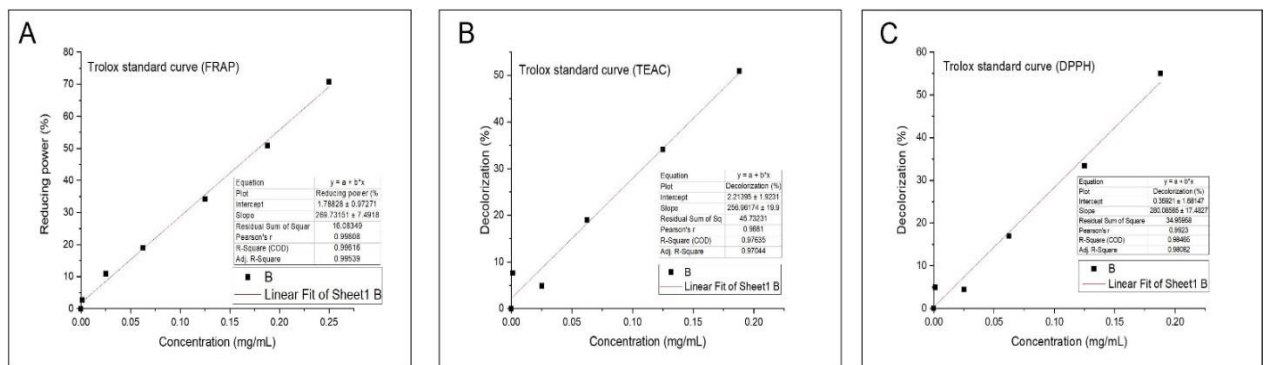 A
Trolox standard curve (FRAP)
Reducing power (%)
80
70
60
50
40
30
20
10
0
0.00
0.05
0.10
0.15
0.20
0.25
Concentration (mg/mL)
Equation y = a + b*x
Plot Reducing power (%
Intercept ± 0.97271
Slope 269.73151 ± 7.4918
Residual Sum of Squar 16.08349
Pearson's r
R-Square (COD) 0.99616
Adj. R-Square 0.99539
B
Linear Fit of Sheet1 B
B
Trolox standard curve (TEAC)
Decolorization (%)
50
40
30
20
10
0
0.00
0.05
0.10
0.15
0.20
Concentration (mg/mL)
Equation y = a + b*x
Plot Decolorization (%)
Intercept 2.21395 ± 1.9231
Slope 256.96174 ± 19.9
Residual Sum of Sq 45.73231
Pearson's r 0.9881
R-Square (COD) 0.97635
Adj. R-Square 0.97044
B
Linear Fit of Sheet1 B
C
Trolox standard curve (DPPH)
Decolorization (%)
60
50
40
30
20
10
0
0.00
0.05
0.10
0.15
0.20
Concentration (mg/mL)
Equation y = a + b*x
Plot Decolorization (%)
Intercept ± 1.68147
Slope ± 17.4827
Residual Sum of Square 34.95958
Pearson's r 0.9923
R-Square (COD) 0.98465
Adj. R-Square 0.98082
B
Linear Fit of Sheet1 B